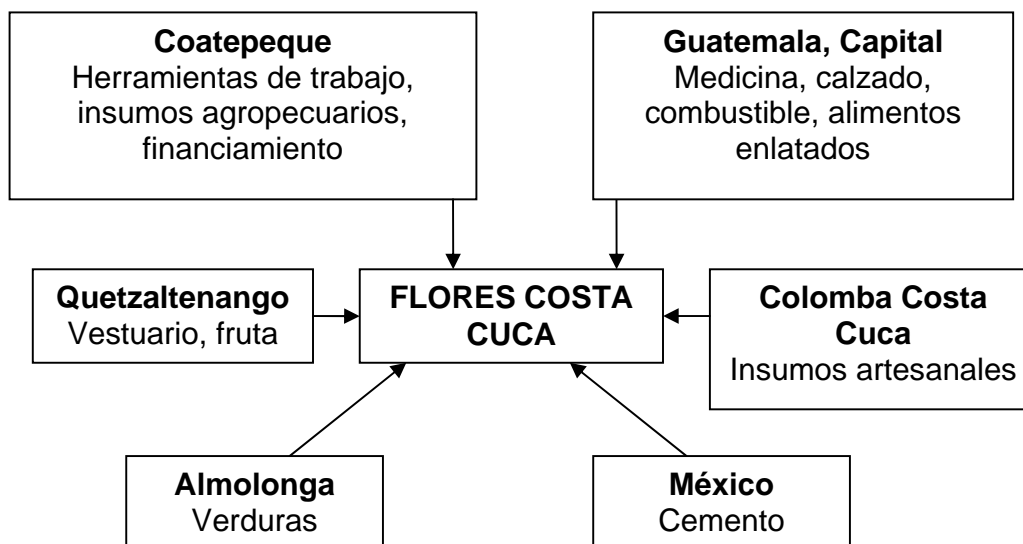 Coatepeque
Herramientas de trabajo,
insumos agropecuarios,
financiamiento
Guatemala, Capital
Medicina, calzado,
combustible, alimentos
enlatados
Quetzaltenango
Vestuario, fruta
FLORES COSTA
CUCA
Colomba Costa
Cuca
Insumos artesanales
Almolonga
Verduras
México
Cemento